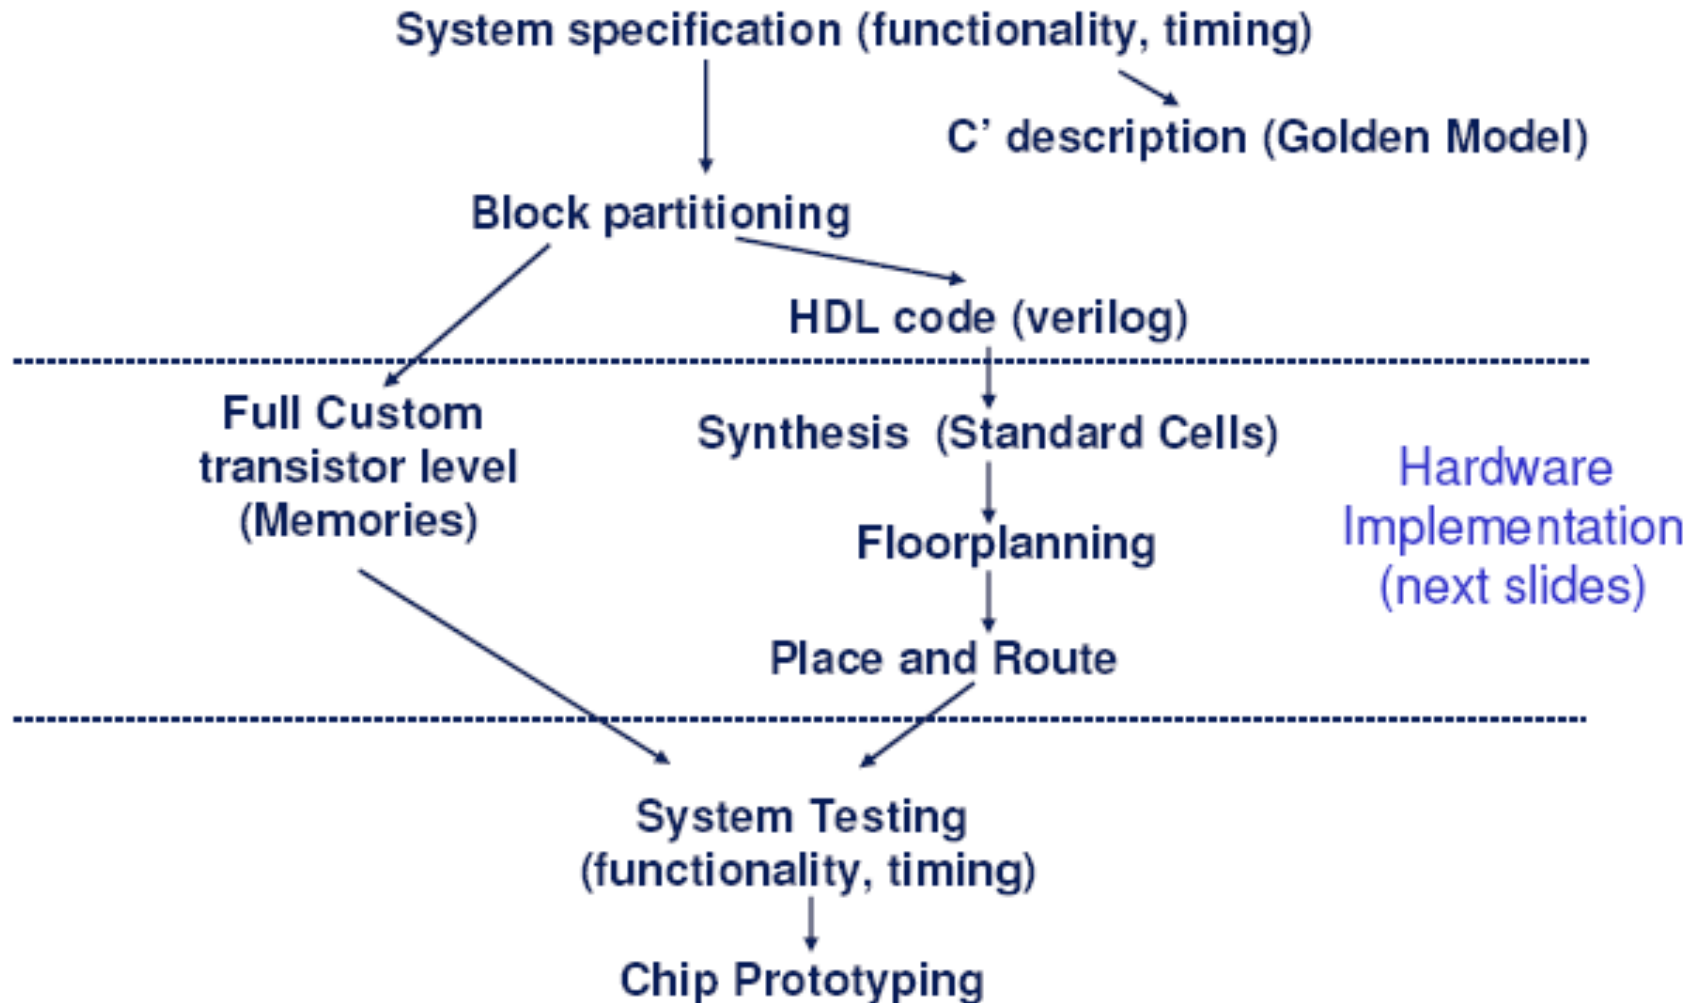 System specification (functionality, timing)
C' description (Golden Model)
Block partitioning
HDL code (verilog)
Full Custom
transistor level
(Memories)
Synthesis (Standard Cells)
Floorplanning
Place and Route
Hardware
Implementation
(next slides)
System Testing
(functionality, timing)
Chip Prototyping